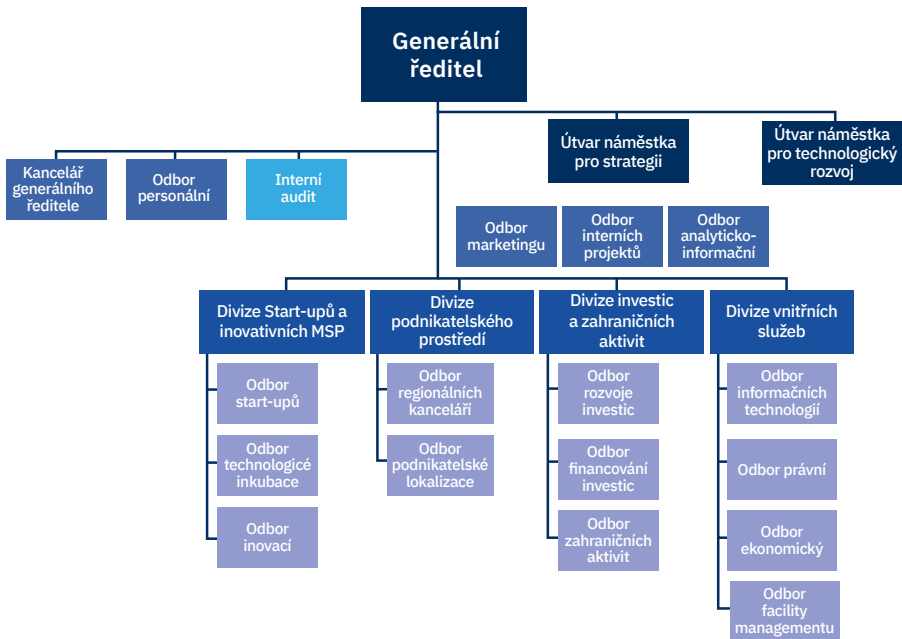 Generální
ředitel
Útvar náměstka
pro strategii
Útvar náměstka
pro technologický
rozvoj
Kancelář
generálního
ředitele
Odbor
personální
Interní
audit
Odbor
marketingu
Odbor
interních
projektů
Odbor
analyticko-
informační
Divize Start-upů a
inovativních MSP
Divize
podnikatelského
prostředí
Divize investic
a zahraničních
aktivit
Divize vnitřních
služeb
Odbor
start-upů
Odbor
technologicé
inkubace
Odbor
inovací
Odbor
regionálních
kanceláří
Odbor
podnikatelské
lokalizace
Odbor
rozvoje
investic
Odbor
financování
investic
Odbor
zahraničních
aktivit
Odbor
informačních
technologií
Odbor právní
Odbor
ekonomický
Odbor
facility
managementu